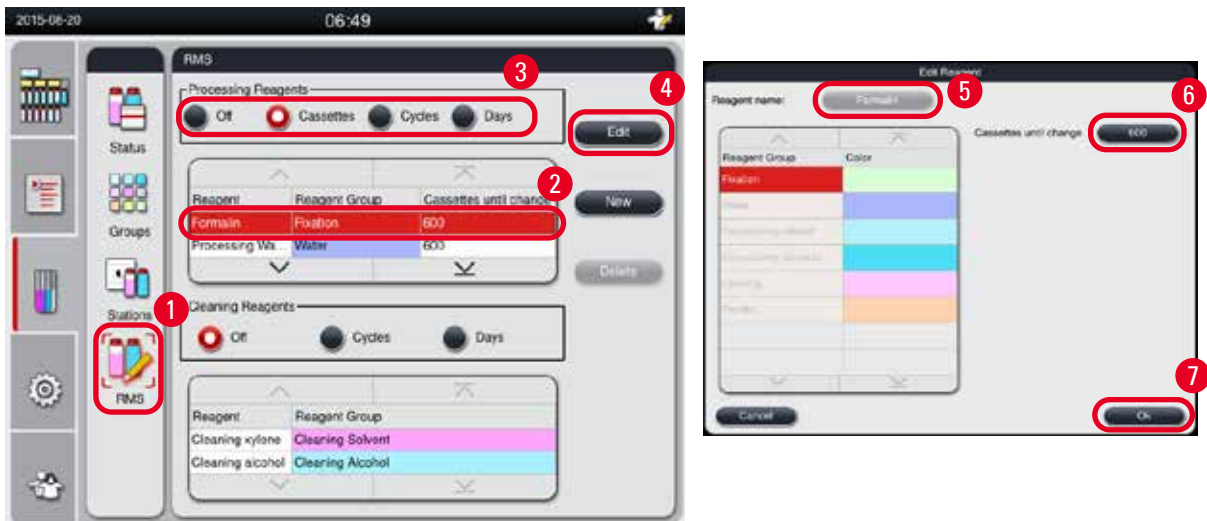 2015-08-20 06:49
RMS
Processing Reagents
3
4
Off Cassettes Cycles Days
Edit
Status
2
Reagent Reagent Group Cassettes until change
New
Formalin Fixation 600
Groups
Processing Wa... Water 600
Delete
Stations
1
Cleaning Reagents
Off Cycles Days
RMS
Reagent Reagent Group
Cleaning xylene Cleaning Solvent
Cleaning alcohol Cleaning Alcohol
Edit Reagent
Reagent name: Formalin
5
6
Cassettes until change 600
Reagent Group Color
Fixation
Water
7
Cancel
Ok